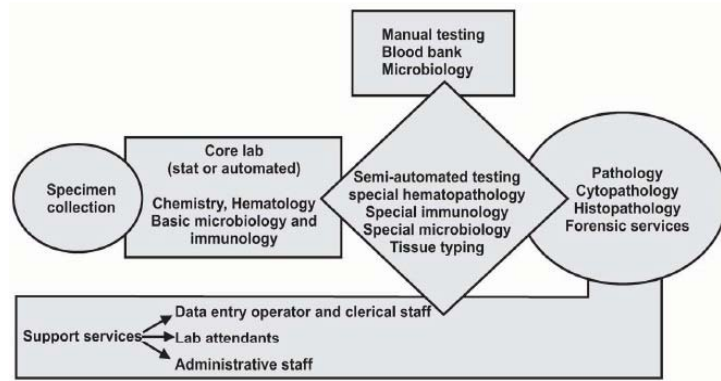 Manual testing
Blood bank
Microbiology
Specimen
collection
Core lab
(stat or automated)
Chemistry, Hematology
Basic microbiology and
immunology
Semi-automated testing
special hematopathology
Special immunology
Special microbiology
Tissue typing
Pathology
Cytopathology
Histopathology
Forensic services
Support services
Data entry operator and clerical staff
Lab attendants
Administrative staff